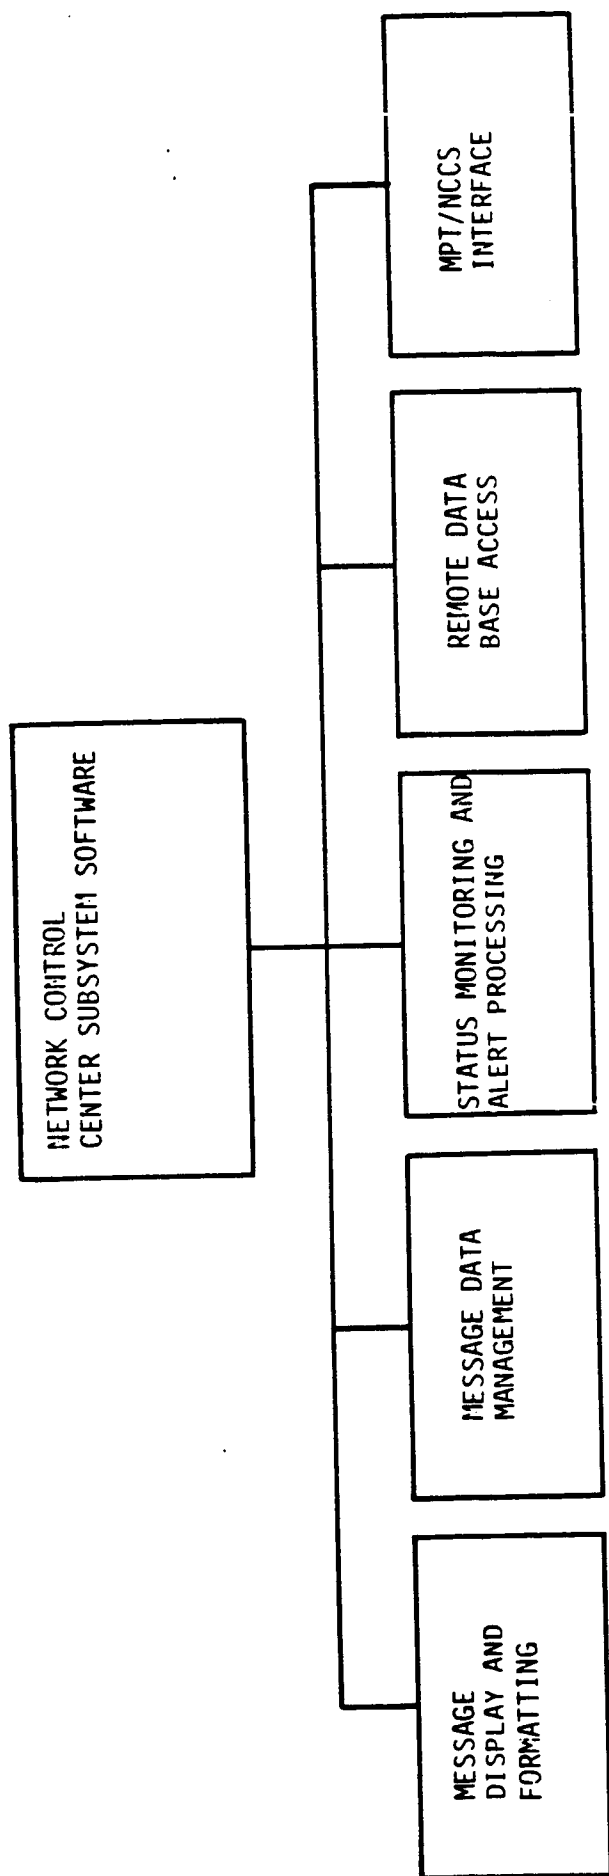 NETWORK CONTROL
CENTER SUBSYSTEM SOFTWARE
MESSAGE
DISPLAY AND
FORMATTING
MESSAGE DATA
MANAGEMENT
STATUS MONITORING AND
ALERT PROCESSING
REMOTE DATA
BASE ACCESS
MPT/NCCS
INTERFACE